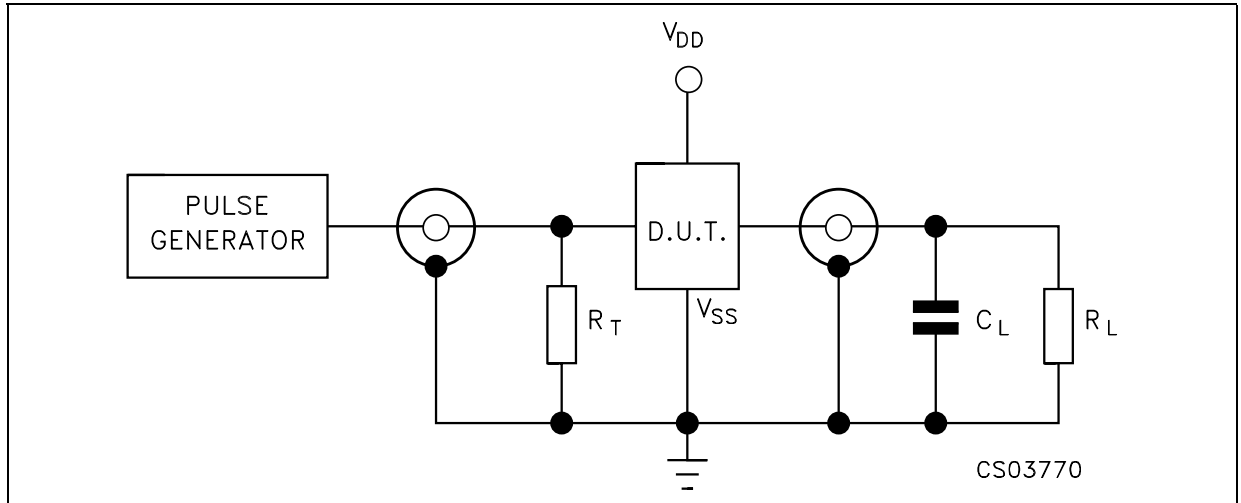 VDD
PULSE
GENERATOR
D.U.T.
RT
VSS
CL
RL
CS03770